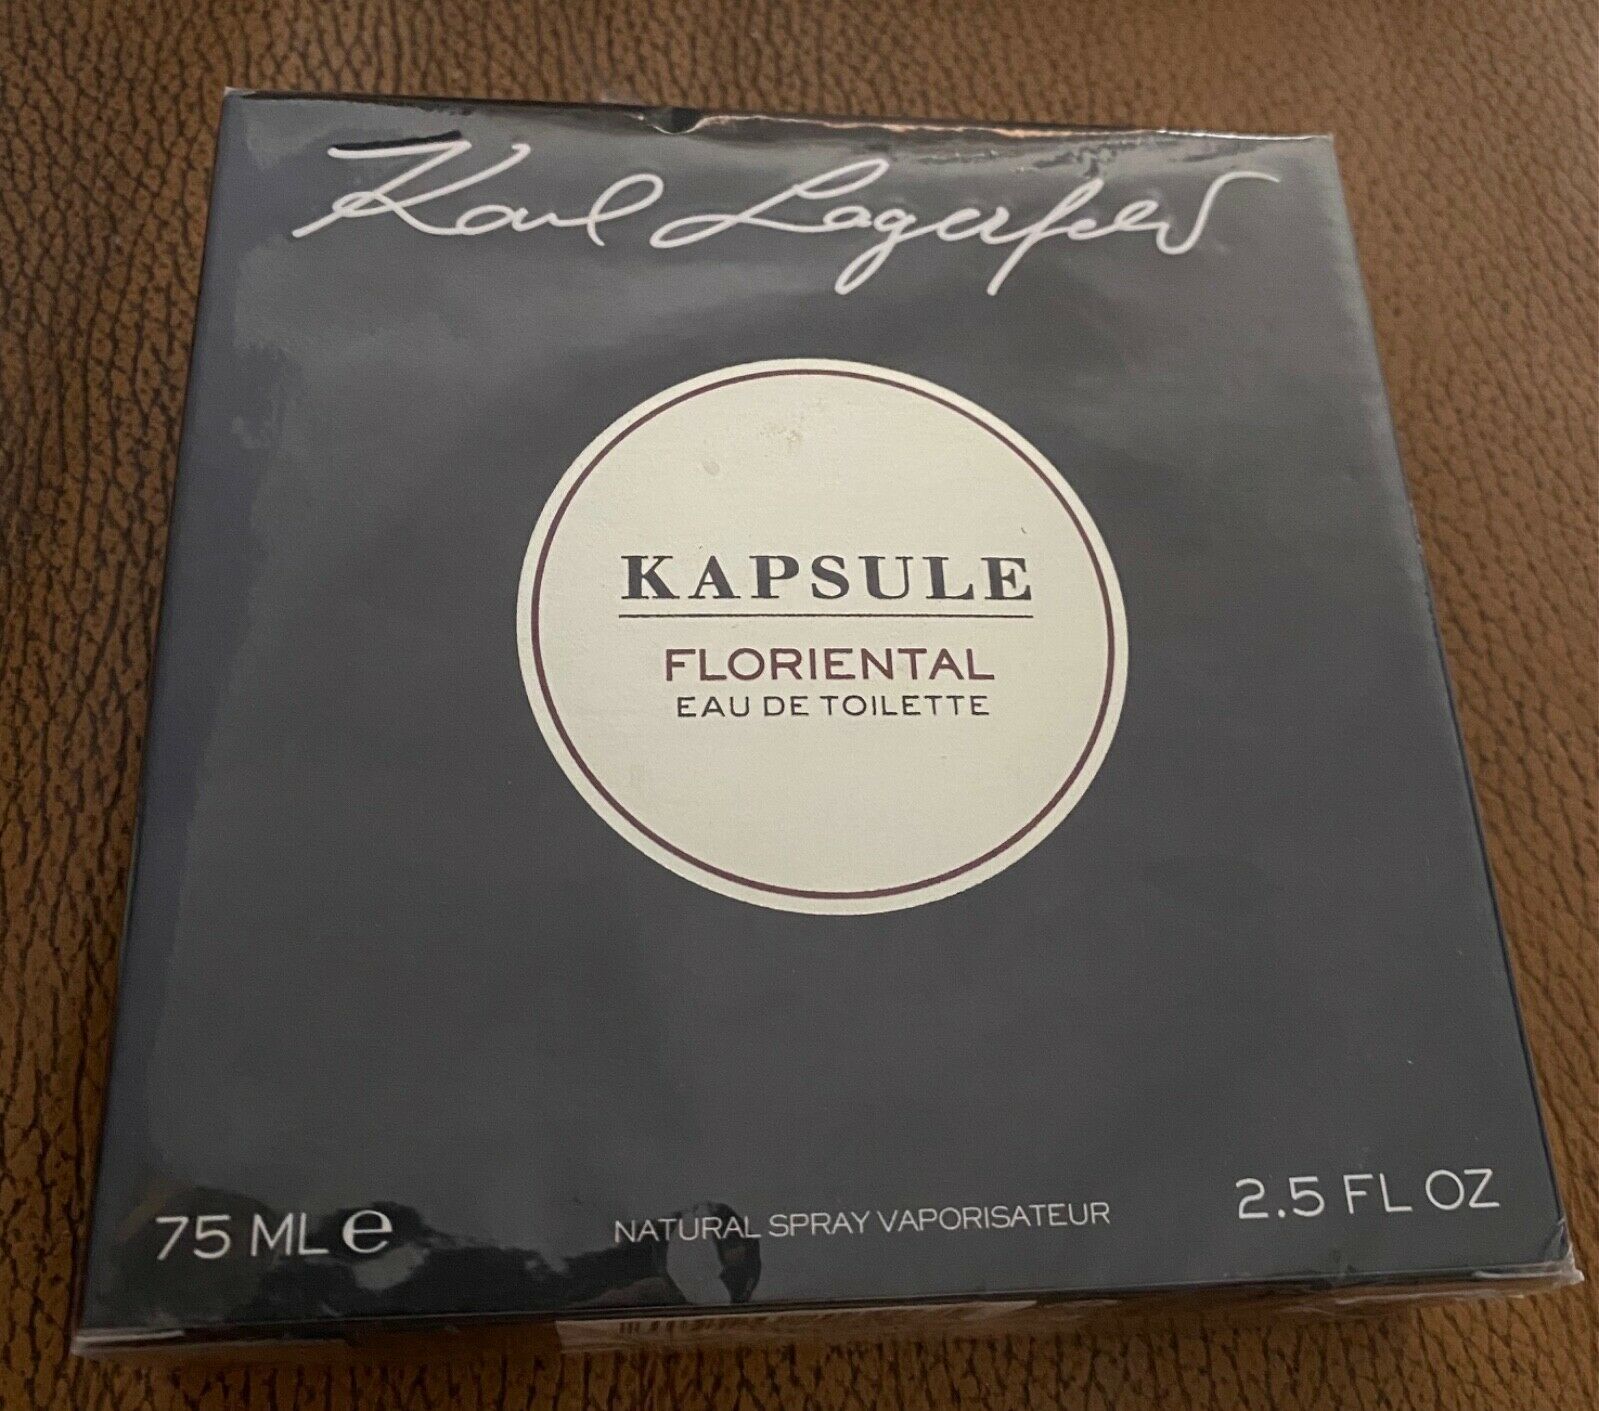 Karl Lagerfeld
KAPSULE
FLORIENTAL
EAU DE TOILETTE
75 ML e
NATURAL SPRAY VAPORISATEUR
2.5 FL OZ